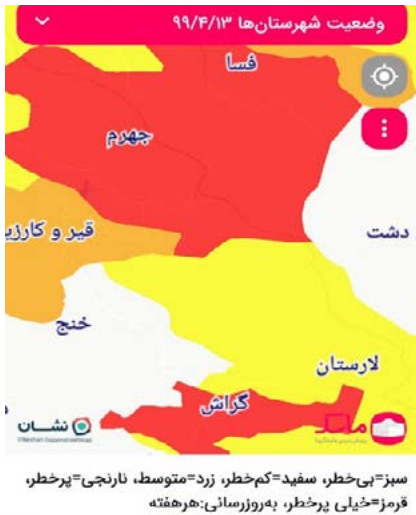 وضعیت شهرستان‌ها ۹۹/۴/۱۳
فسا
جهرم
قیر و کارزین
دشت
خنج
لارستان
گراش
نشان
ماسک
سبز=بی‌خطر، سفید=کم‌خطر، زرد=متوسط، نارنجی=پرخطر،
قرمز=خیلی پرخطر، به‌روزرسانی:هرهفته